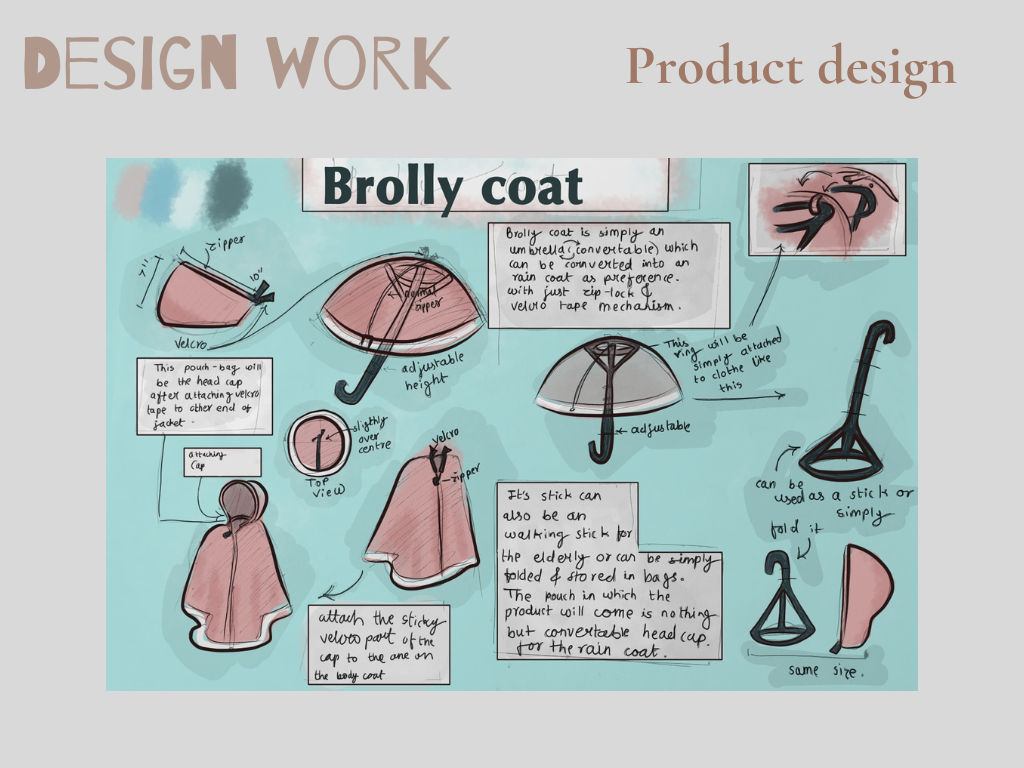 DESIGN WORK
Product design
Brolly coat
zipper
7"
10"
velcro
zipper
adjustable
height
Brolly coat is simply an
umbrella (convertable) which
can be converted into an
rain coat as preference.
with just zip-lock &
velcro tape mechanism.
This pouch-bag will
be the head cap
after attaching velcro
tape to other end of
jacket.
attaching
Cap
slightly
over
centre
TOP
VIEW
velcro
zipper
attach the sticky
velcro part of the
cap to the one on
the body coat
This
ring will be
simply attached
to clothe like
this
adjustable
It's stick can
also be an
walking stick for
the elderly or can be simply
folded & stored in bags.
The pouch in which the
product will come is nothing
but convertable head cap.
for the rain coat.
can be
used as a stick or
simply
fold it
same size.